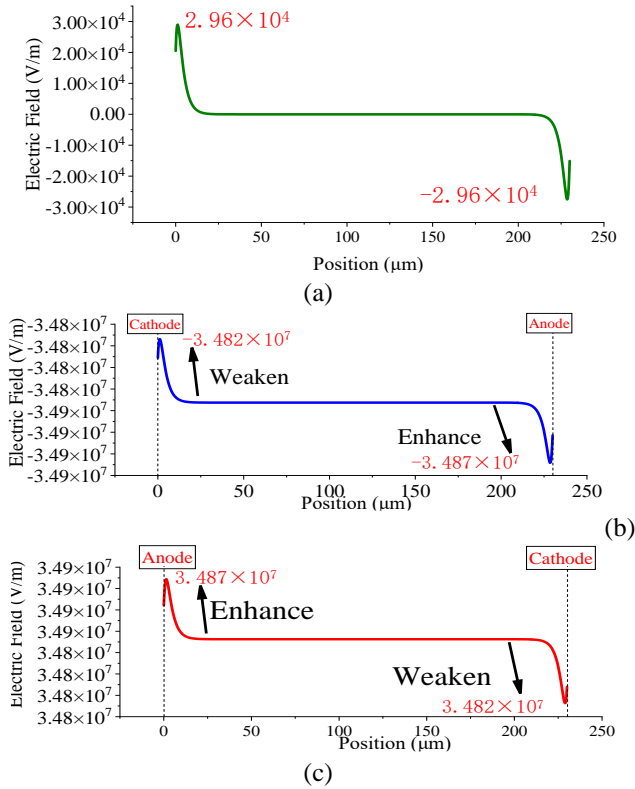 Electric Field (V/m)
3.00×10⁴
2.00×10⁴
1.00×10⁴
0.00
-1.00×10⁴
-2.00×10⁴
-3.00×10⁴
2.96×10⁴
-2.96×10⁴
0 50 100 150 200 250
Position (μm)
(a)
Electric Field (V/m)
-3.48×10⁷
-3.48×10⁷
-3.48×10⁷
-3.48×10⁷
-3.49×10⁷
-3.49×10⁷
-3.49×10⁷
-3.49×10⁷
Cathode
Anode
-3.482×10⁷
Weaken
Enhance
-3.487×10⁷
0 50 100 150 200 250
Position (μm)
(b)
Electric Field (V/m)
3.49×10⁷
3.49×10⁷
3.49×10⁷
3.49×10⁷
3.48×10⁷
3.48×10⁷
3.48×10⁷
3.48×10⁷
Anode
Cathode
3.487×10⁷
Enhance
Weaken
3.482×10⁷
0 50 100 150 200 250
Position (μm)
(c)